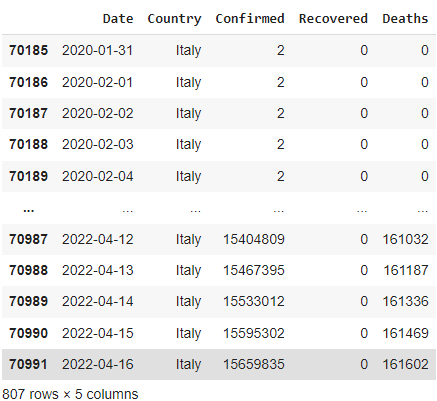 Date Country Confirmed Recovered Deaths
70185 2020-01-31 Italy 2 0 0
70186 2020-02-01 Italy 2 0 0
70187 2020-02-02 Italy 2 0 0
70188 2020-02-03 Italy 2 0 0
70189 2020-02-04 Italy 2 0 0
... ... ... ... ... ...
70987 2022-04-12 Italy 15404809 0 161032
70988 2022-04-13 Italy 15467395 0 161187
70989 2022-04-14 Italy 15533012 0 161336
70990 2022-04-15 Italy 15595302 0 161469
70991 2022-04-16 Italy 15659835 0 161602
807 rows × 5 columns